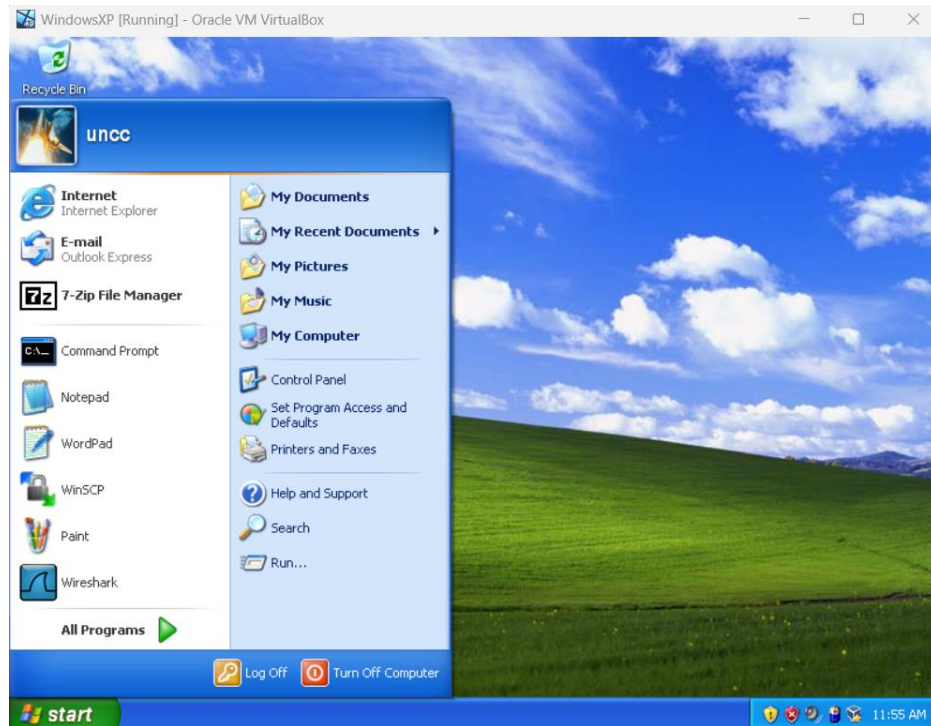 WindowsXP [Running] - Oracle VM VirtualBox
Recycle Bin
uncc
Internet
Internet Explorer
E-mail
Outlook Express
7-Zip File Manager
Command Prompt
Notepad
WordPad
WinSCP
Paint
Wireshark
All Programs
My Documents
My Recent Documents
My Pictures
My Music
My Computer
Control Panel
Set Program Access and
Defaults
Printers and Faxes
Help and Support
Search
Run...
Log Off
Turn Off Computer
start
11:55 AM